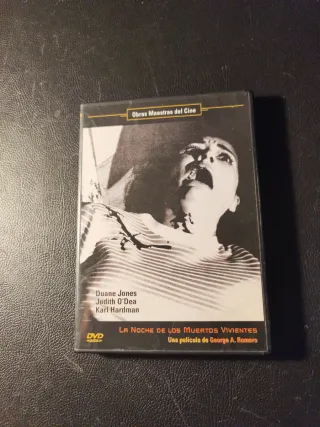 Obras Maestras del Cine
Duane Jones
Judith O'Dea
Karl Hardman
DVD
La Noche de los Muertos Vivientes
Una película de George A. Romero